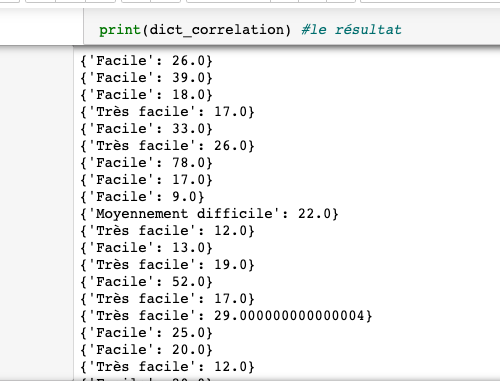 print(dict_correlation) #le résultat
{'Facile': 26.0}
{'Facile': 39.0}
{'Facile': 18.0}
{'Très facile': 17.0}
{'Facile': 33.0}
{'Très facile': 26.0}
{'Facile': 78.0}
{'Facile': 17.0}
{'Facile': 9.0}
{'Moyennement difficile': 22.0}
{'Très facile': 12.0}
{'Facile': 13.0}
{'Très facile': 19.0}
{'Facile': 52.0}
{'Très facile': 17.0}
{'Très facile': 29.000000000000004}
{'Facile': 25.0}
{'Facile': 20.0}
{'Très facile': 12.0}